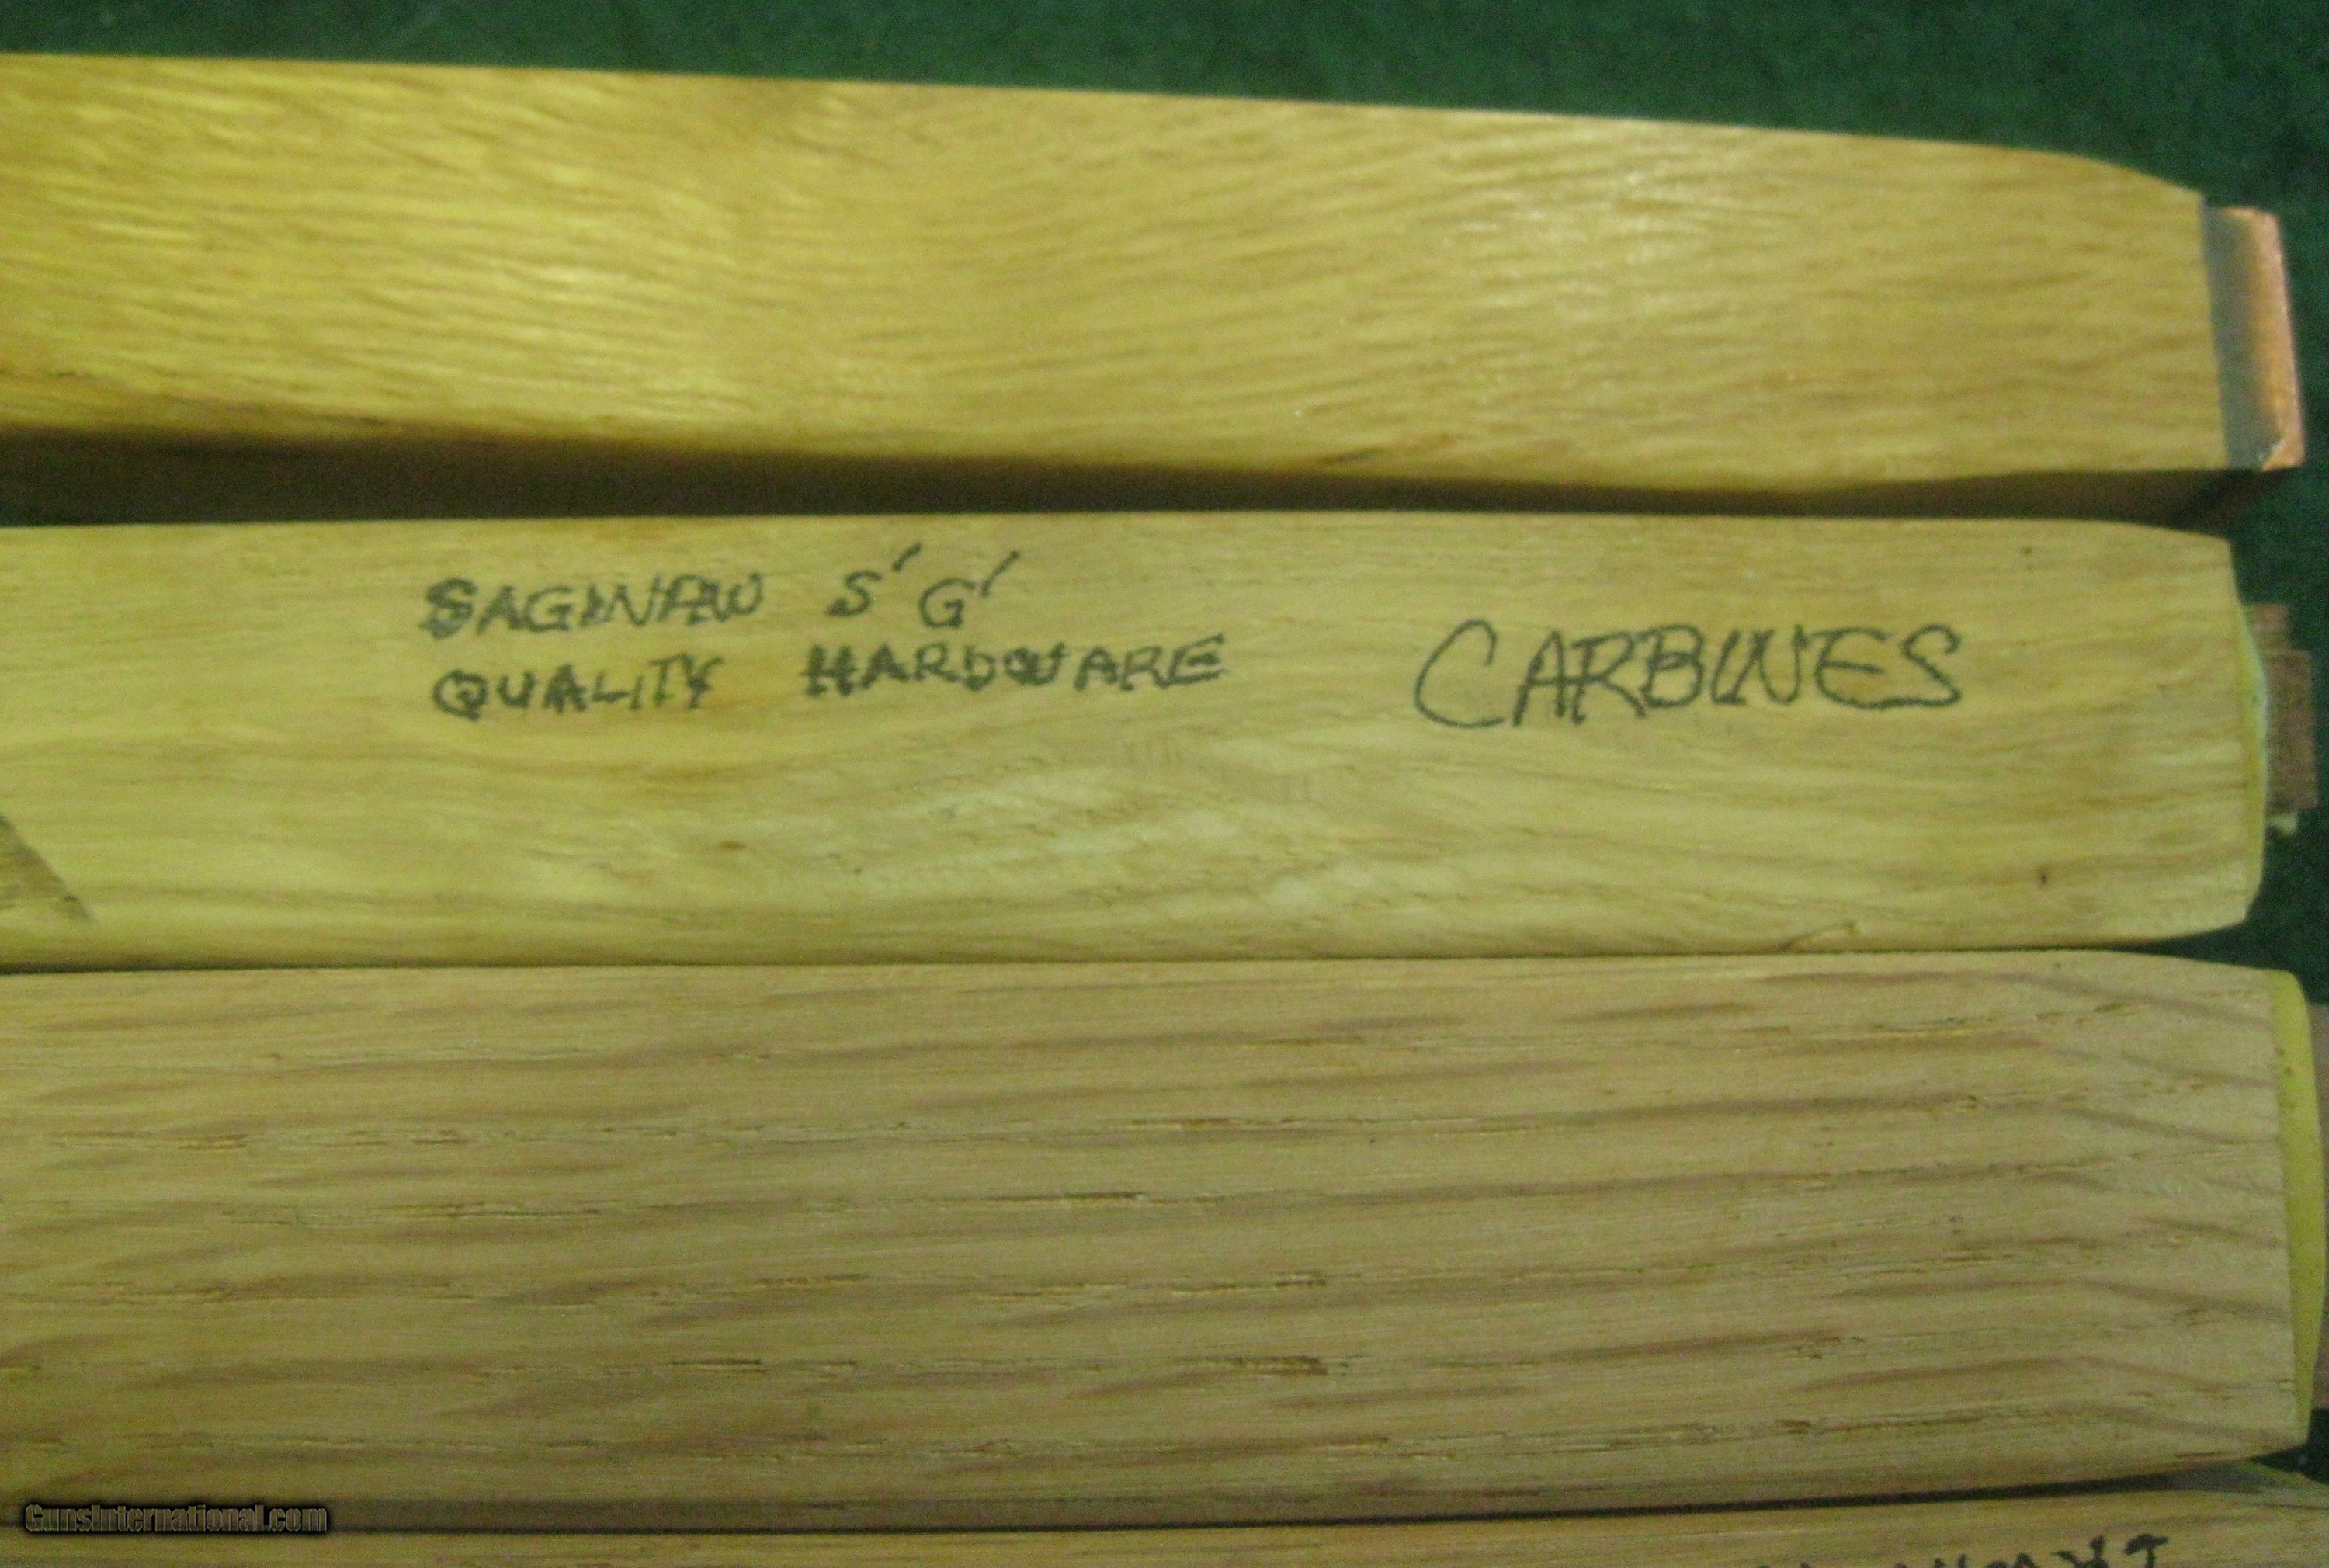 SAGINAW S'G'
QUALITY HARDWARE
CARBINES
GunsInternational.com